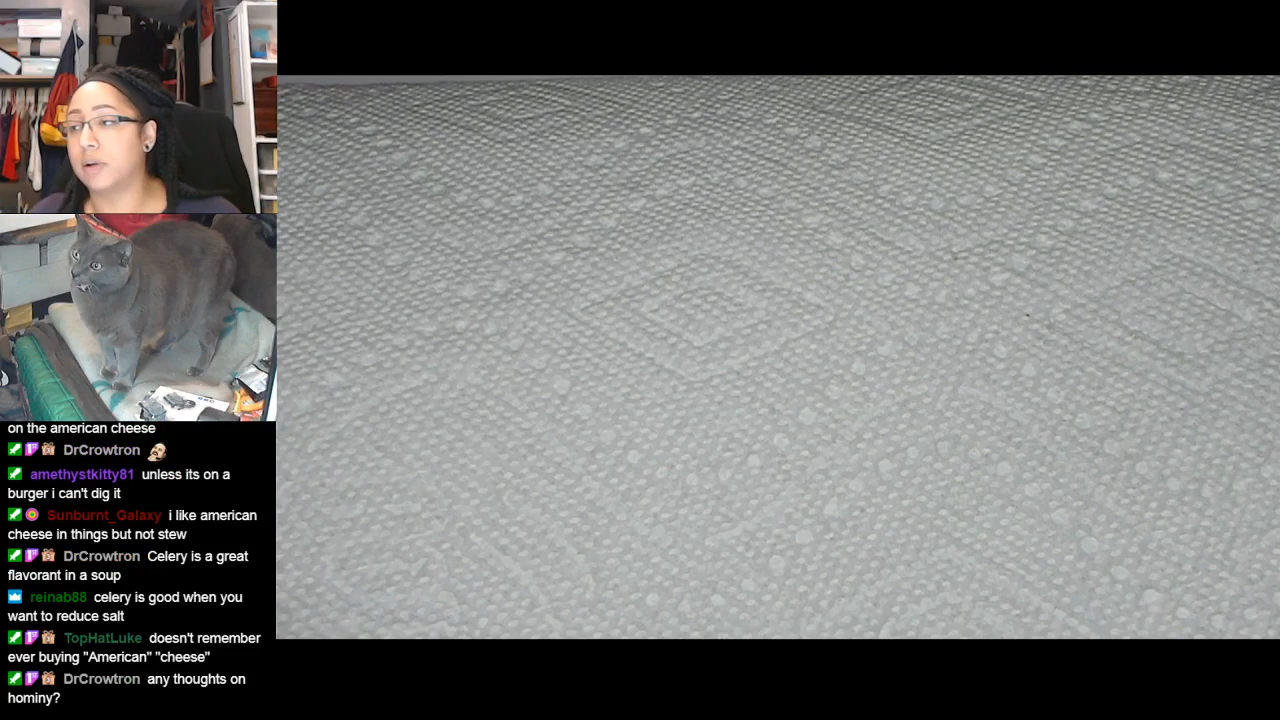 on the american cheese
DrCrowtron
amethystkitty81 unless its on a
burger i can't dig it
Sunburnt_Galaxy i like american
cheese in things but not stew
DrCrowtron Celery is a great
flavorant in a soup
reinab88 celery is good when you
want to reduce salt
TopHatLuke doesn't remember
ever buying "American" "cheese"
DrCrowtron any thoughts on
hominy?